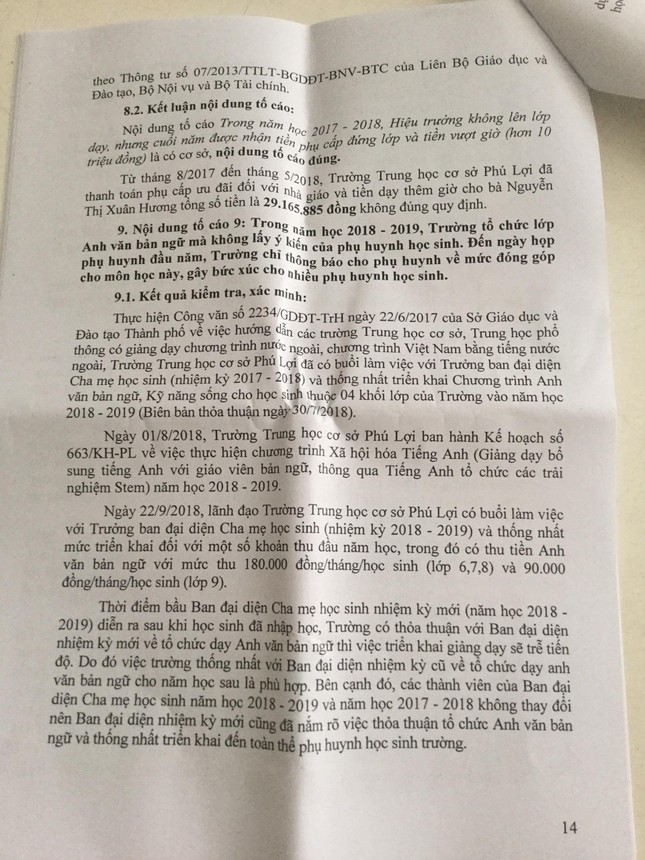 theo Thông tư số 07/2013/TTLT-BGDĐT-BNV-BTC của Liên Bộ Giáo dục và
Đào tạo, Bộ Nội vụ và Bộ Tài chính.
8.2. Kết luận nội dung tố cáo:
Nội dung tố cáo Trong năm học 2017 - 2018, Hiệu trưởng không lên lớp
dạy, nhưng cuối năm được nhận tiền phụ cấp đứng lớp và tiền vượt giờ (hơn 10
triệu đồng) là có cơ sở, nội dung tố cáo đúng.
Từ tháng 8/2017 đến tháng 5/2018, Trường Trung học cơ sở Phú Lợi đã
thanh toán phụ cấp ưu đãi đối với nhà giáo và tiền dạy thêm giờ cho bà Nguyễn
Thị Xuân Hương tổng số tiền là 29.165.885 đồng không đúng quy định.
9. Nội dung tố cáo 9: Trong năm học 2018 - 2019, Trường tổ chức lớp
Anh văn bản ngữ mà không lấy ý kiến của phụ huynh học sinh. Đến ngày họp
phụ huynh đầu năm, Trường chỉ thông báo cho phụ huynh về mức đóng góp
cho môn học này, gây bức xúc cho nhiều phụ huynh học sinh.
9.1. Kết quả kiểm tra, xác minh:
Thực hiện Công văn số 2234/GDĐT-TrH ngày 22/6/2017 của Sở Giáo dục và
Đào tạo Thành phố về việc hướng dẫn các trường Trung học cơ sở, Trung học phổ
thông có giảng dạy chương trình nước ngoài, chương trình Việt Nam bằng tiếng nước
ngoài, Trường Trung học cơ sở Phú Lợi đã có buổi làm việc với Trưởng ban đại diện
Cha mẹ học sinh (nhiệm kỳ 2017 - 2018) và thống nhất triển khai Chương trình Anh
văn bản ngữ, Kỹ năng sống cho học sinh thuộc 04 khối lớp của Trường vào năm học
2018 - 2019 (Biên bản thỏa thuận ngày 30/7/2018).
Ngày 01/8/2018, Trường Trung học cơ sở Phú Lợi ban hành Kế hoạch số
663/KH-PL về việc thực hiện chương trình Xã hội hóa Tiếng Anh (Giảng dạy bổ
sung tiếng Anh với giáo viên bản ngữ, thông qua Tiếng Anh tổ chức các trải
nghiệm Stem) năm học 2018 - 2019.
Ngày 22/9/2018, lãnh đạo Trường Trung học cơ sở Phú Lợi có buổi làm việc
với Trưởng ban đại diện Cha mẹ học sinh (nhiệm kỳ 2018 - 2019) và thống nhất
mức triển khai đối với một số khoản thu đầu năm học, trong đó có thu tiền Anh
văn bản ngữ với mức thu 180.000 đồng/tháng/học sinh (lớp 6,7,8) và 90.000
đồng/tháng/học sinh (lớp 9).
Thời điểm bầu Ban đại diện Cha mẹ học sinh nhiệm kỳ mới (năm học 2018 -
2019) diễn ra sau khi học sinh đã nhập học, Trường có thỏa thuận với Ban đại diện
nhiệm kỳ mới về tổ chức dạy Anh văn bản ngữ thì việc triển khai giảng dạy sẽ trễ tiến
độ. Do đó việc trường thống nhất với Ban đại diện nhiệm kỳ cũ về tổ chức dạy anh
văn bản ngữ cho năm học sau là phù hợp. Bên cạnh đó, các thành viên của Ban đại
diện Cha mẹ học sinh năm học 2018 - 2019 và năm học 2017 - 2018 không thay đổi
nên Ban đại diện nhiệm kỳ mới cũng đã nắm rõ việc thỏa thuận tổ chức Anh văn bản
ngữ và thống nhất triển khai đến toàn thể phụ huynh học sinh trường.
14